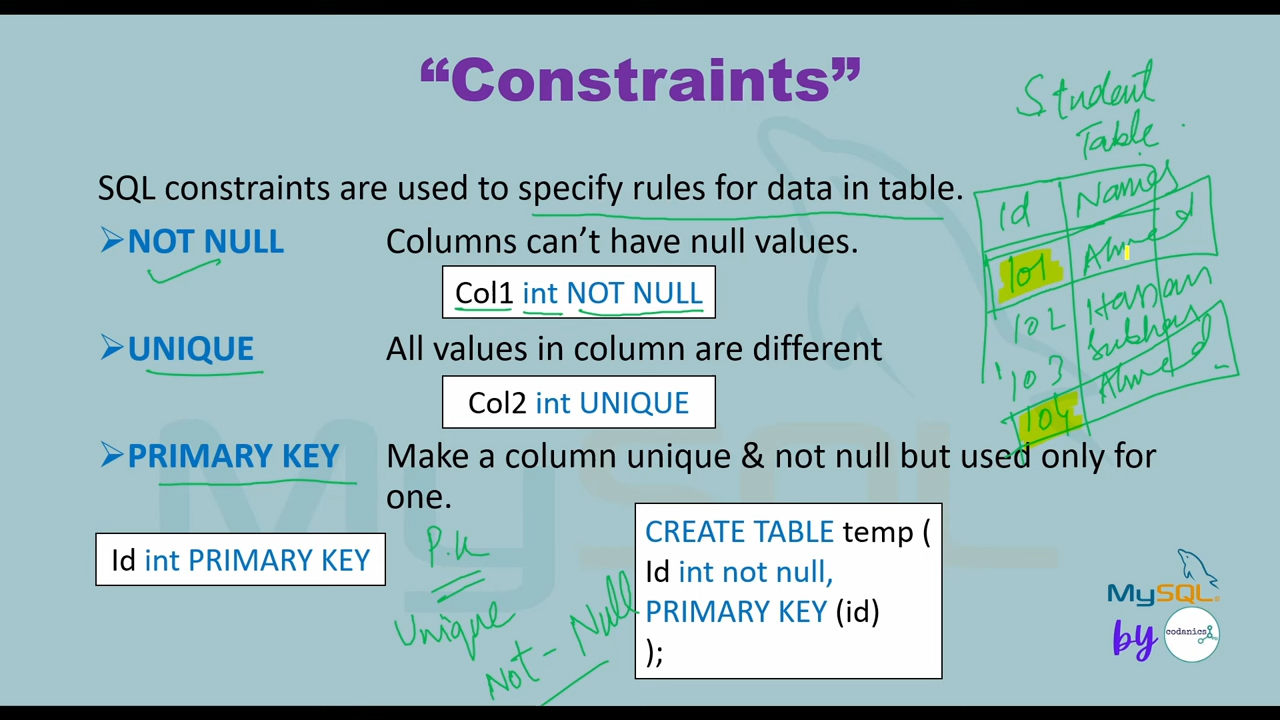 “Constraints”
SQL constraints are used to specify rules for data in table.
➢NOT NULL Columns can’t have null values.
Col1 int NOT NULL
➢UNIQUE All values in column are different
Col2 int UNIQUE
➢PRIMARY KEY Make a column unique & not null but used only for
one.
Id int PRIMARY KEY
CREATE TABLE temp (
Id int not null,
PRIMARY KEY (id)
);
P.K
Unique
Not - Null
Student
Table
Id Names
101 Ahmed
102 Hassan
103 Subhan
104 Ahmed
MySQL
MySQL®
by
codanics